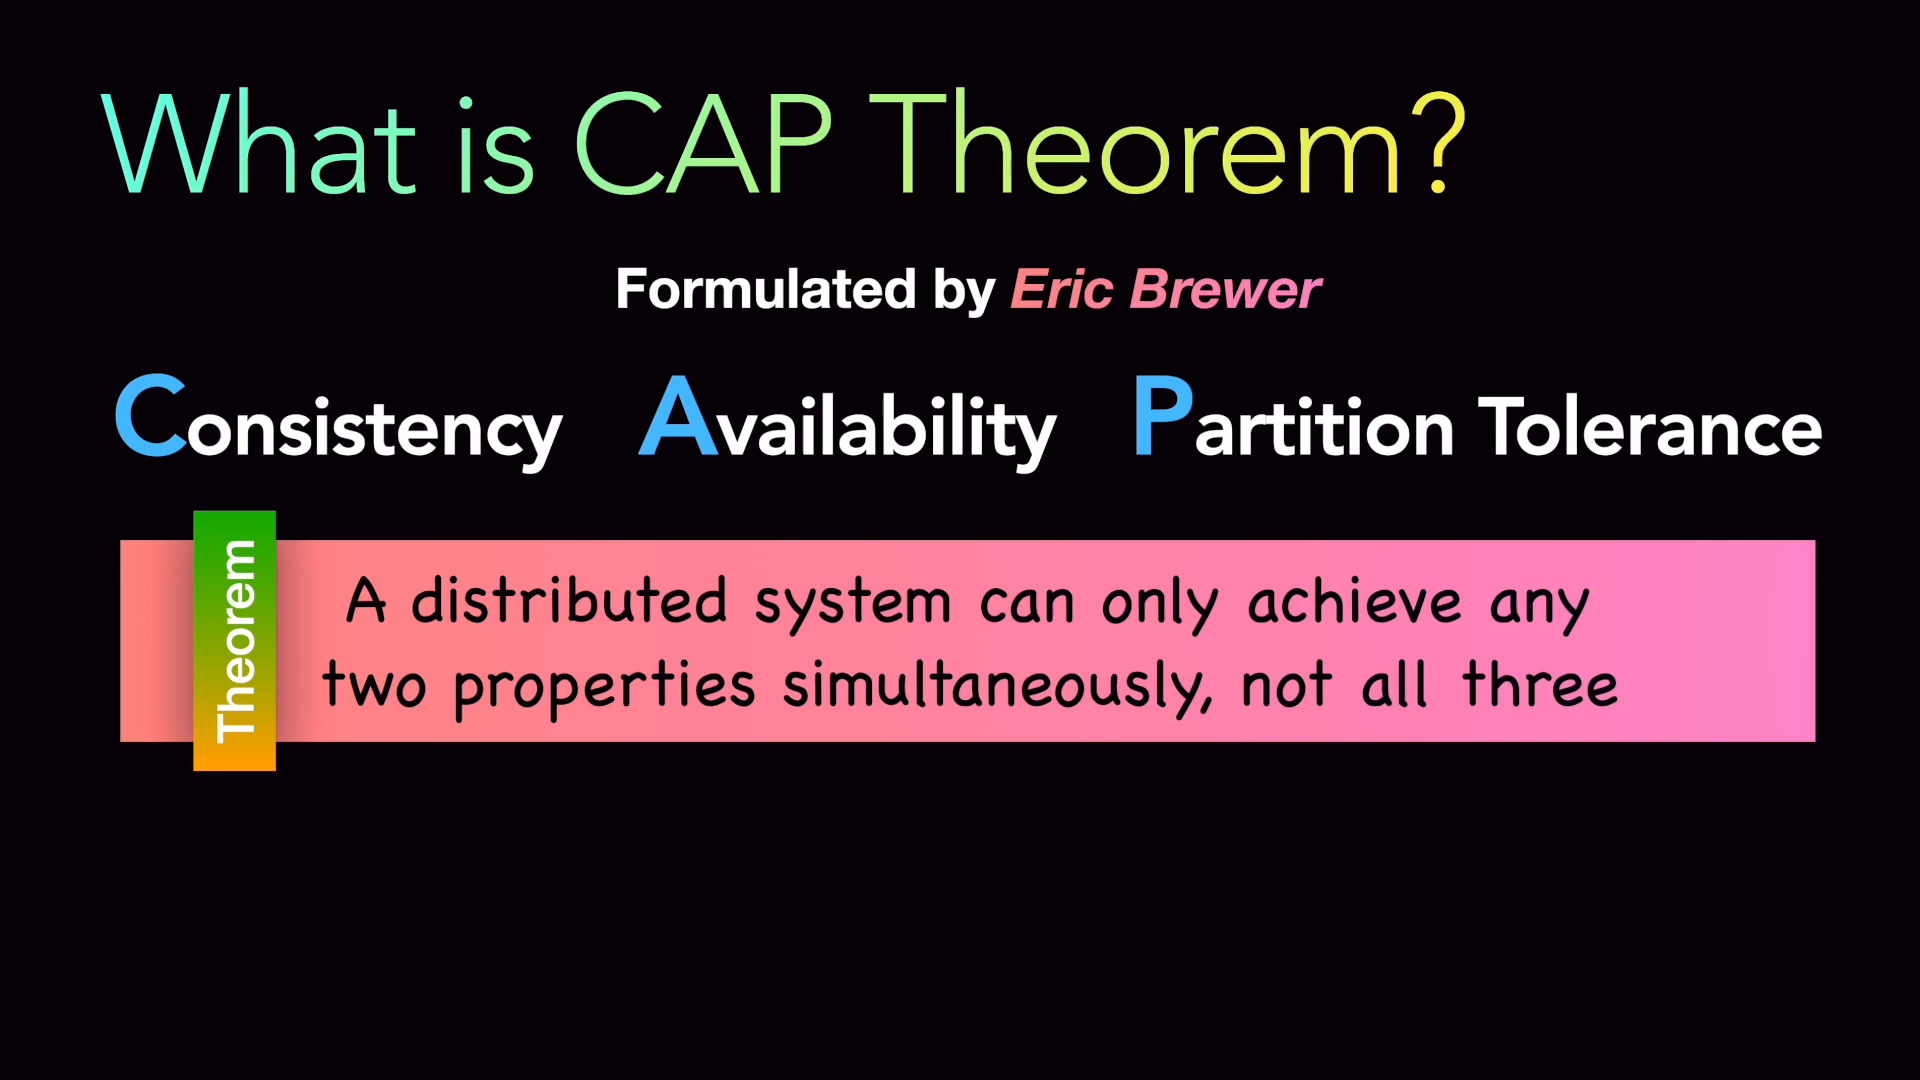 What is CAP Theorem?
Formulated by Eric Brewer
Consistency Availability Partition Tolerance
Theorem
A distributed system can only achieve any
two properties simultaneously, not all three